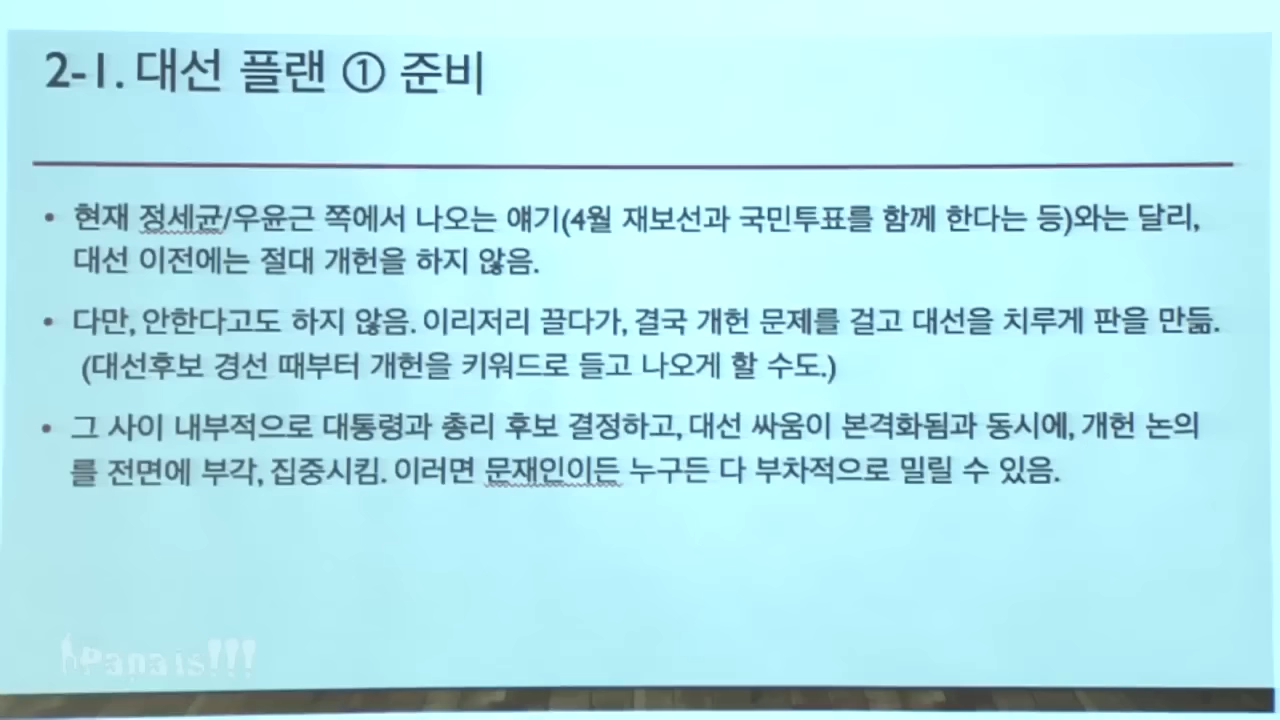 2-1. 대선 플랜 ① 준비
• 현재 정세균/우윤근 쪽에서 나오는 얘기(4월 재보선과 국민투표를 함께 한다는 등)와는 달리,
대선 이전에는 절대 개헌을 하지 않음.
• 다만, 안한다고도 하지 않음. 이리저리 끌다가, 결국 개헌 문제를 걸고 대선을 치루게 판을 만듦.
(대선후보 경선 때부터 개헌을 키워드로 들고 나오게 할 수도.)
• 그 사이 내부적으로 대통령과 총리 후보 결정하고, 대선 싸움이 본격화됨과 동시에, 개헌 논의
를 전면에 부각, 집중시킴. 이러면 문재인이든 누구든 다 부차적으로 밀릴 수 있음.